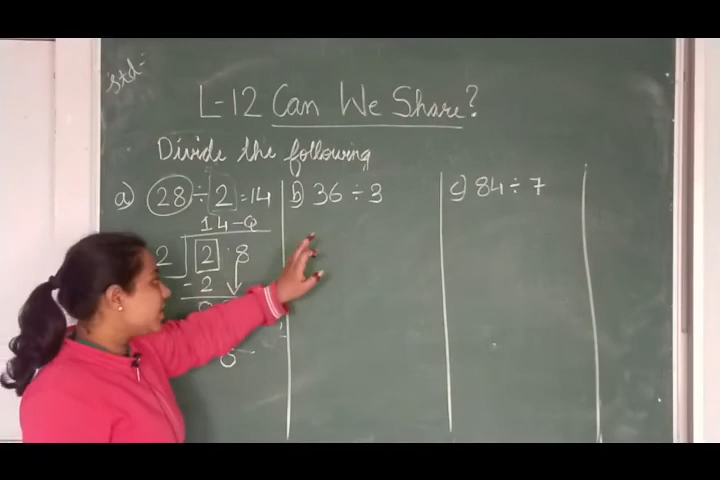 Std:-
L-12 Can We Share?
Divide the following
a) 28 ÷ 2 = 14
b) 36 ÷ 3
c) 84 ÷ 7
14-Q
2 2 8
- 2
0